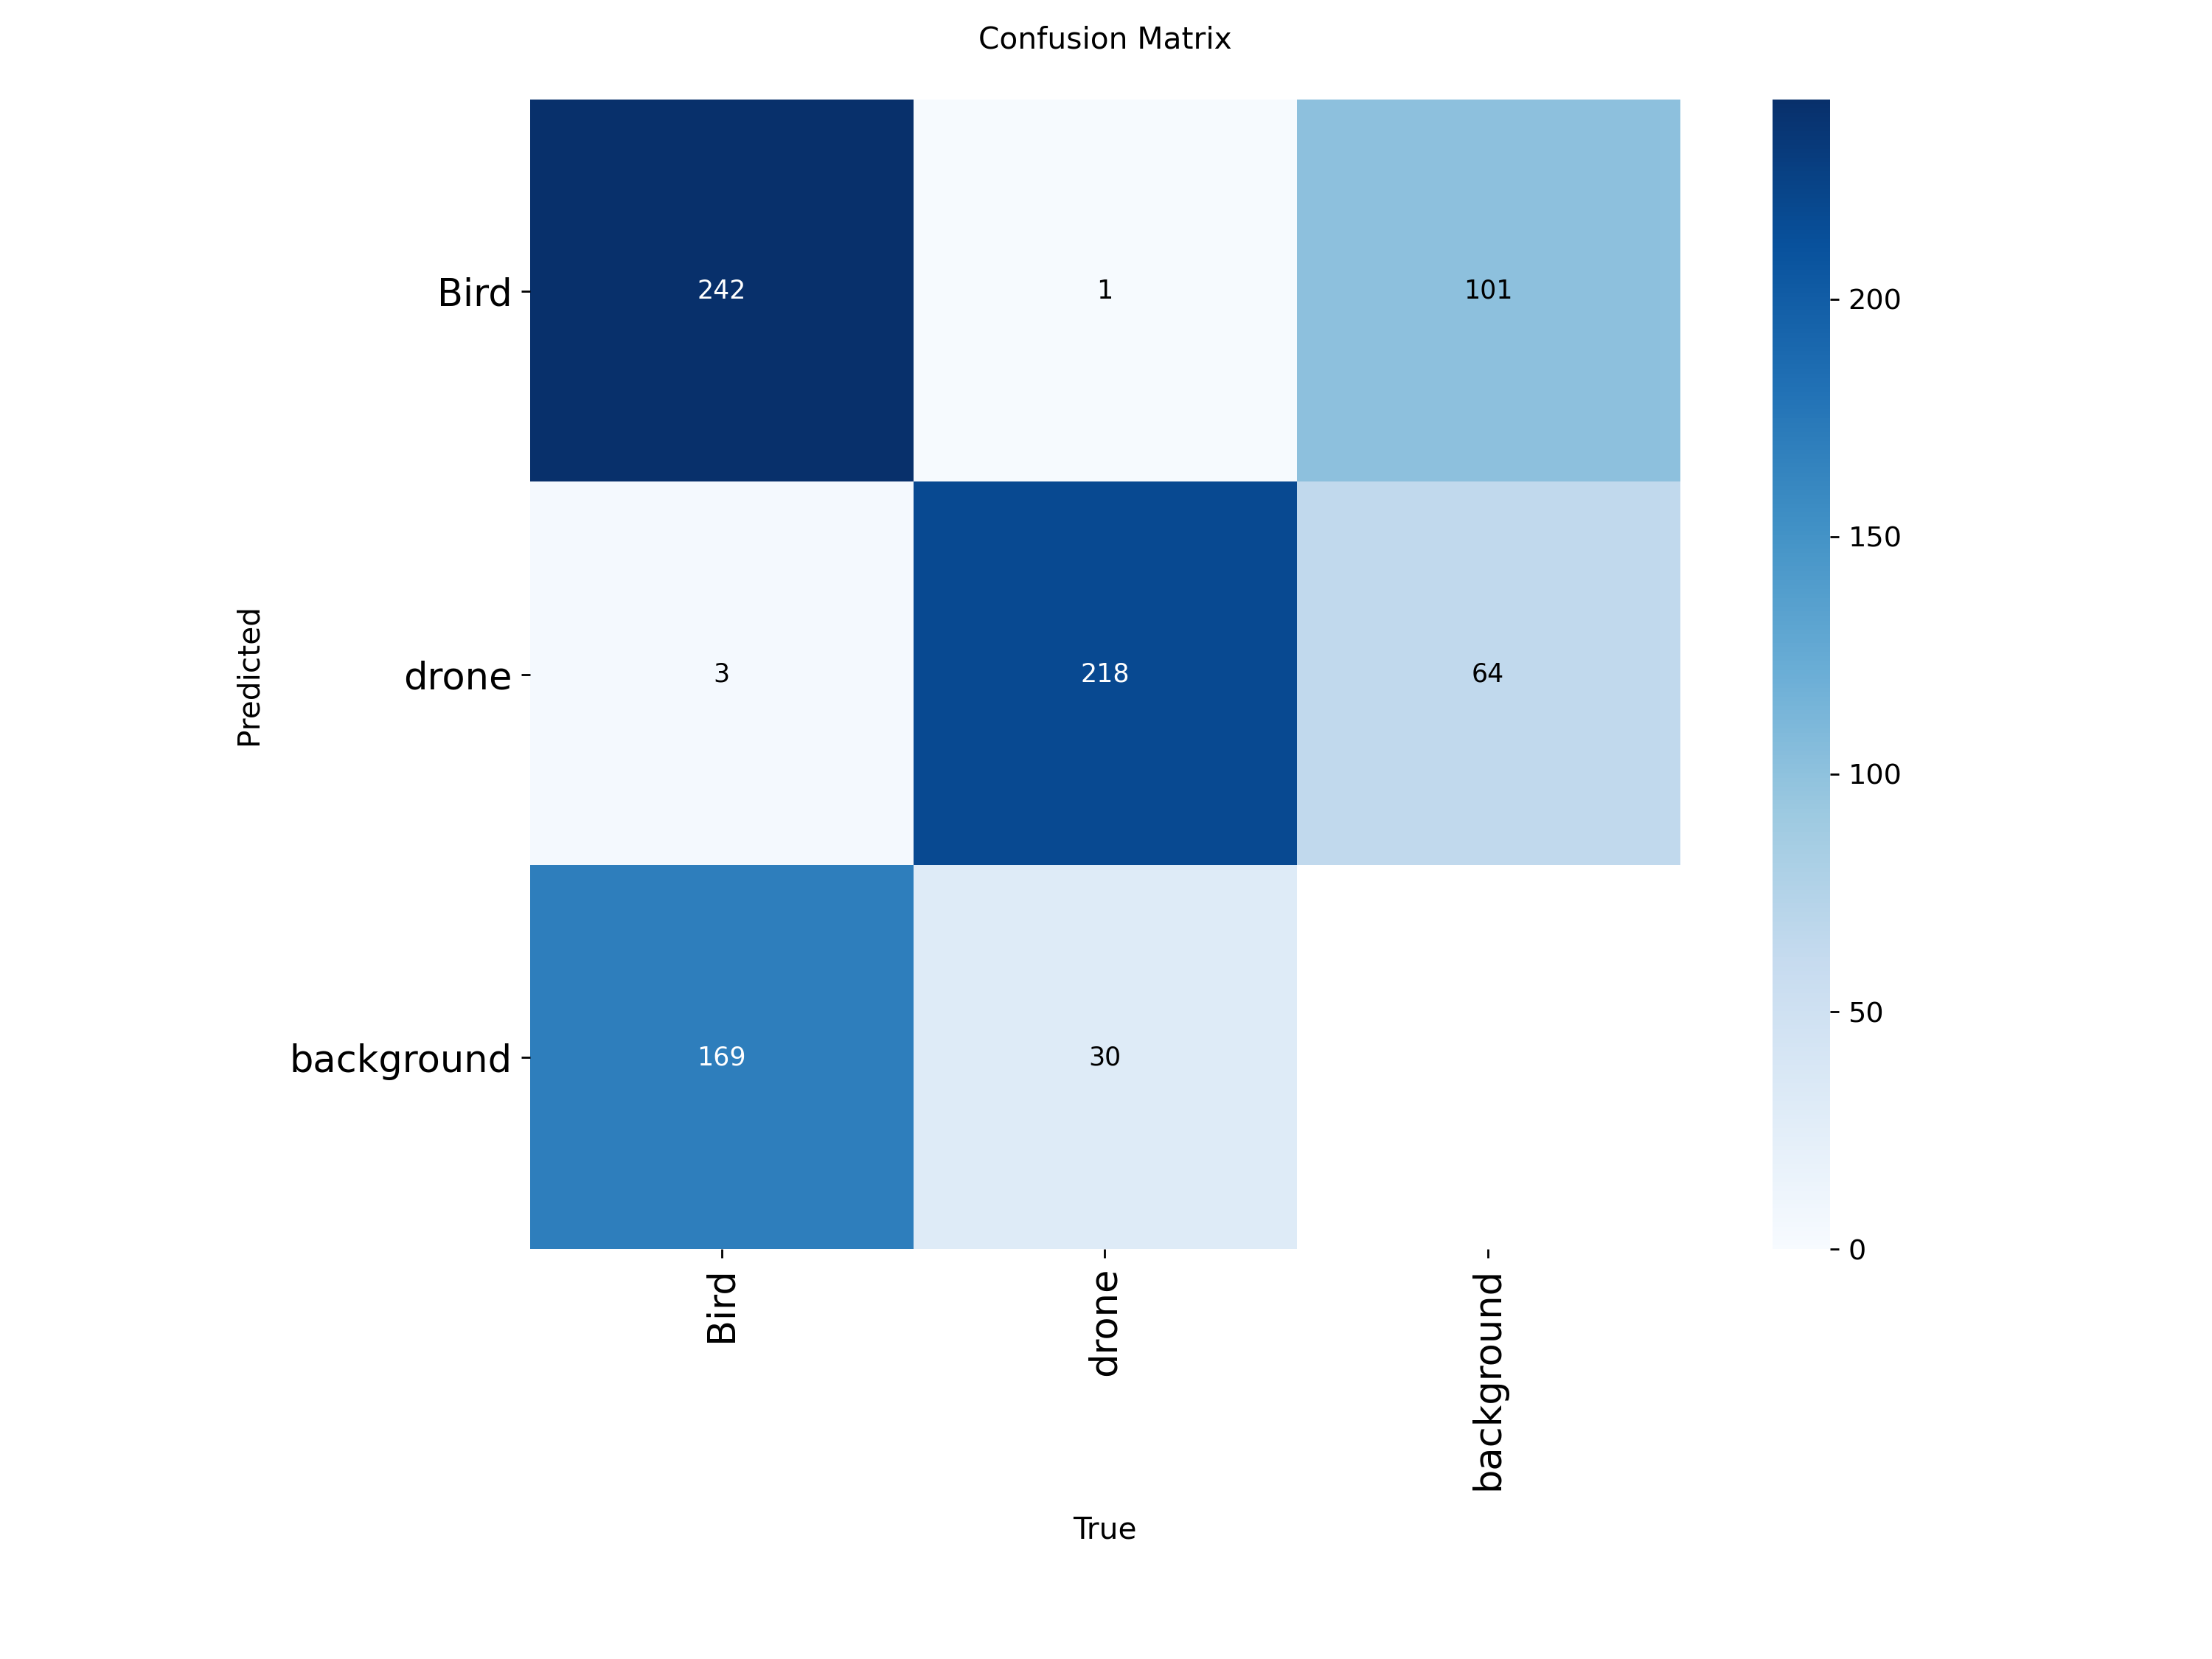 Confusion Matrix
Bird
242
1
101
200
150
Predicted
drone
3
218
64
100
50
background
169
30
0
Bird
drone
background
True